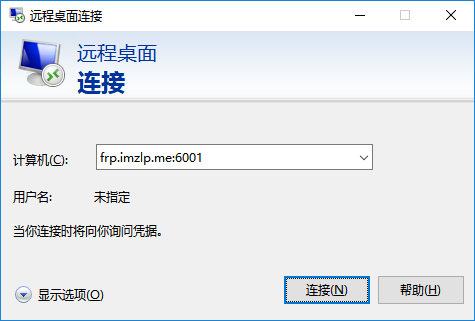 远程桌面连接
远程桌面
连接
计算机(C):
frp.imzlp.me:6001
用户名:
未指定
当你连接时将向你询问凭据。
显示选项(O)
连接(N)
帮助(H)